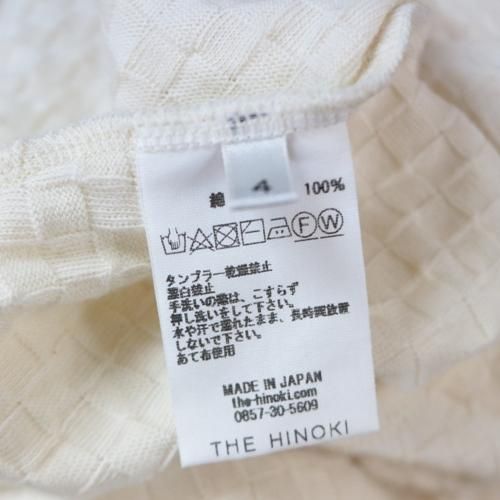 4
綿 100%
F W
タンブラー乾燥禁止
漂白禁止
手洗いの際は、こすらず
押し洗いをして下さい。
水や汗で濡れたまま、長時間放置
しないで下さい。
あて布使用
MADE IN JAPAN
the-hinoki.com
0857-30-5609
THE HINOKI